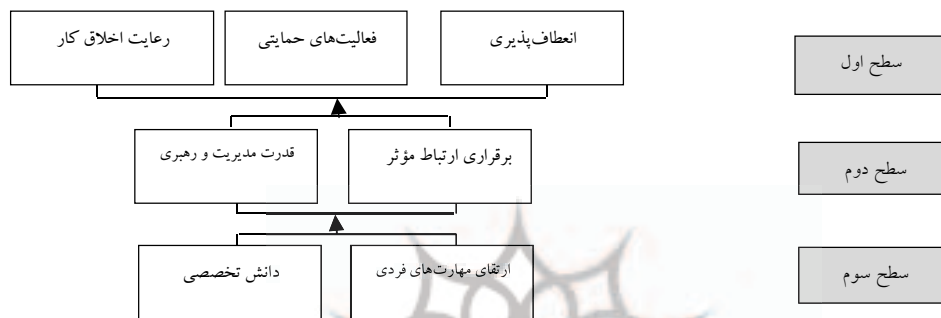 انعطاف‌پذیری
فعالیت‌های حمایتی
رعایت اخلاق کار
سطح اول
برقراری ارتباط مؤثر
قدرت مدیریت و رهبری
سطح دوم
ارتقای مهارت‌های فردی
دانش تخصصی
سطح سوم